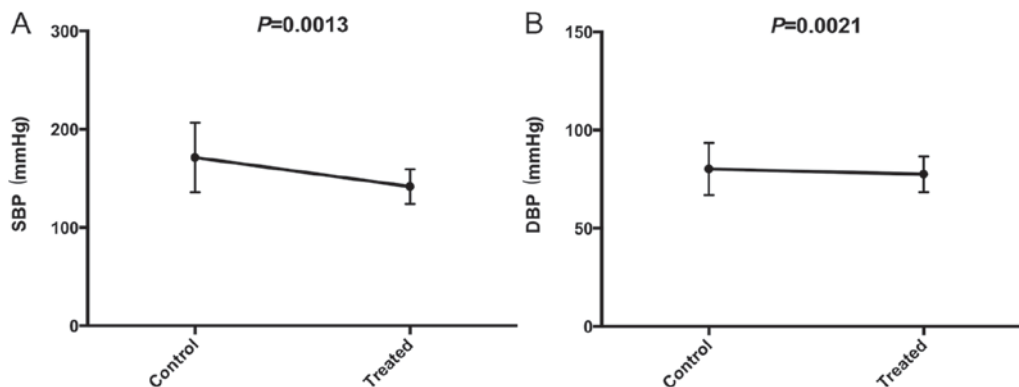 A
P=0.0013
300
200
100
0
SBP (mmHg)
Control
Treated
B
P=0.0021
150
100
50
0
DBP (mmHg)
Control
Treated